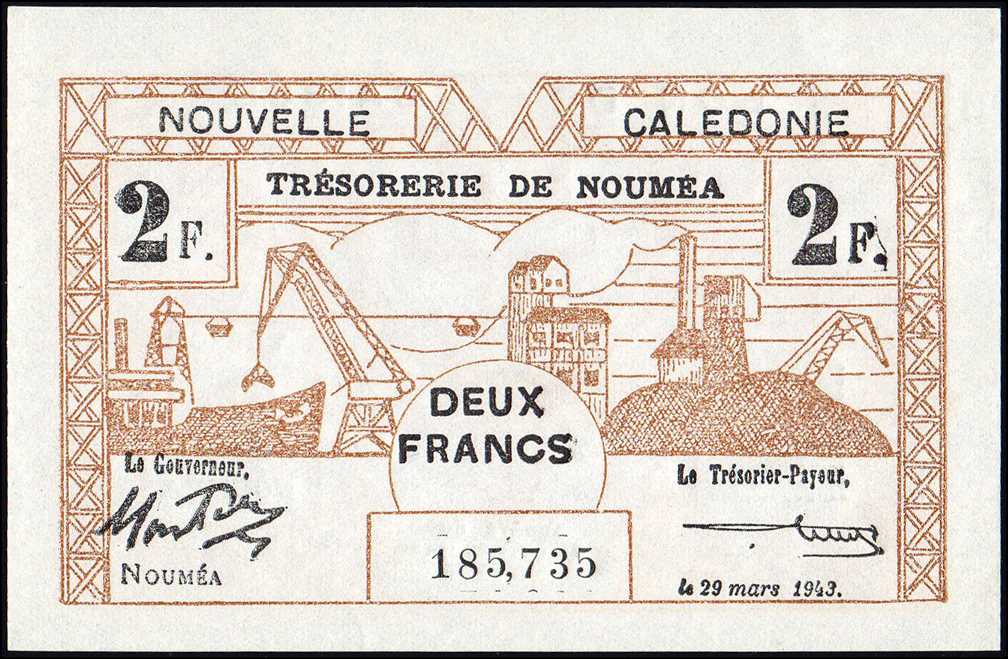 NOUVELLE CALEDONIE
TRÉSORERIE DE NOUMÉA
2F. 2F.
DEUX
FRANCS
Le Gouverneur,
Le Trésorier-Payeur,
NOUMÉA
185,735
le 29 mars 1943.